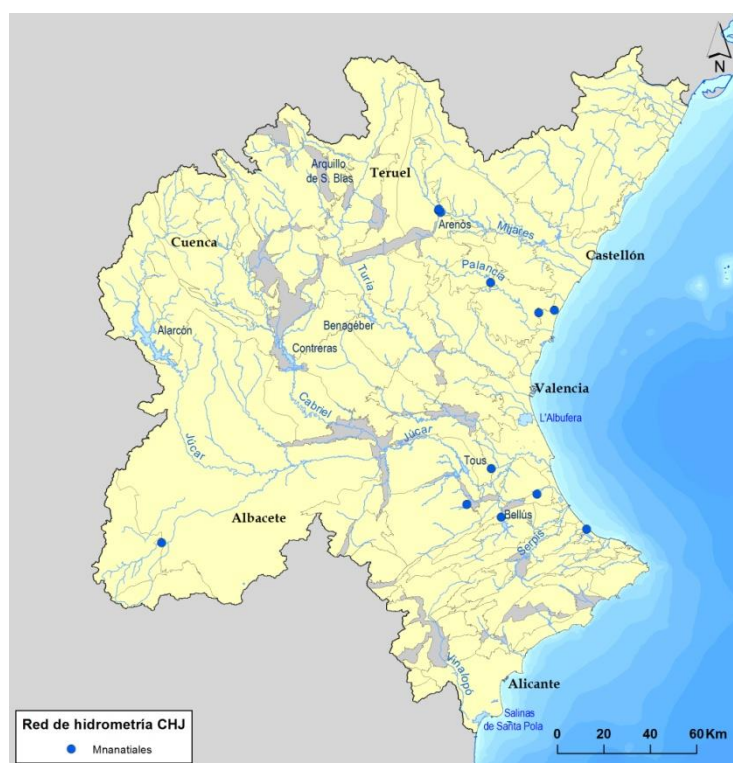 N
Arquillo
de S. Blas
Teruel
Arenós
Mijares
Cuenca
Castellón
Palancia
Turia
Alarcón
Benagéber
Contreras
Valencia
Cabriel
L'Albufera
Júcar
Júcar
Tous
Albacete
Bellús
Serpis
Vinalopó
Alicante
Salinas
de Santa Pola
Red de hidrometría CHJ
Mnanatiales
0 20 40 60 Km